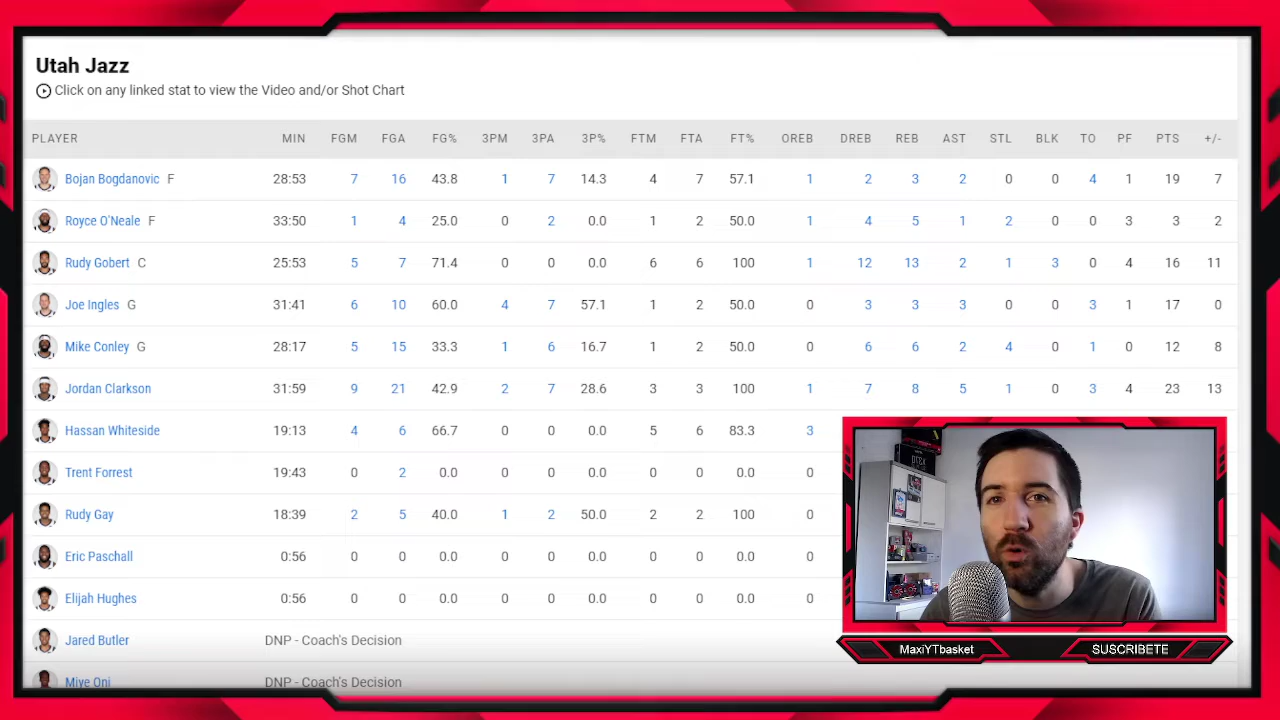 Utah Jazz
Click on any linked stat to view the Video and/or Shot Chart
PLAYER MIN FGM FGA FG% 3PM 3PA 3P% FTM FTA FT% OREB DREB REB AST STL BLK TO PF PTS +/-
Bojan Bogdanovic F 28:53 7 16 43.8 1 7 14.3 4 7 57.1 1 2 3 2 0 0 4 1 19 7
Royce O'Neale F 33:50 1 4 25.0 0 2 0.0 1 2 50.0 1 4 5 1 2 0 0 3 3 2
Rudy Gobert C 25:53 5 7 71.4 0 0 0.0 6 6 100 1 12 13 2 1 3 0 4 16 11
Joe Ingles G 31:41 6 10 60.0 4 7 57.1 1 2 50.0 0 3 3 3 0 0 3 1 17 0
Mike Conley G 28:17 5 15 33.3 1 6 16.7 1 2 50.0 0 6 6 2 4 0 1 0 12 8
Jordan Clarkson 31:59 9 21 42.9 2 7 28.6 3 3 100 1 7 8 5 1 0 3 4 23 13
Hassan Whiteside 19:13 4 6 66.7 0 0 0.0 5 6 83.3 3
Trent Forrest 19:43 0 2 0.0 0 0 0.0 0 0 0.0 0
Rudy Gay 18:39 2 5 40.0 1 2 50.0 2 2 100 0
Eric Paschall 0:56 0 0 0.0 0 0 0.0 0 0 0.0 0
Elijah Hughes 0:56 0 0 0.0 0 0 0.0 0 0 0.0 0
Jared Butler DNP - Coach's Decision
Miye Oni DNP - Coach's Decision
MaxiYTbasket SUSCRIBETE